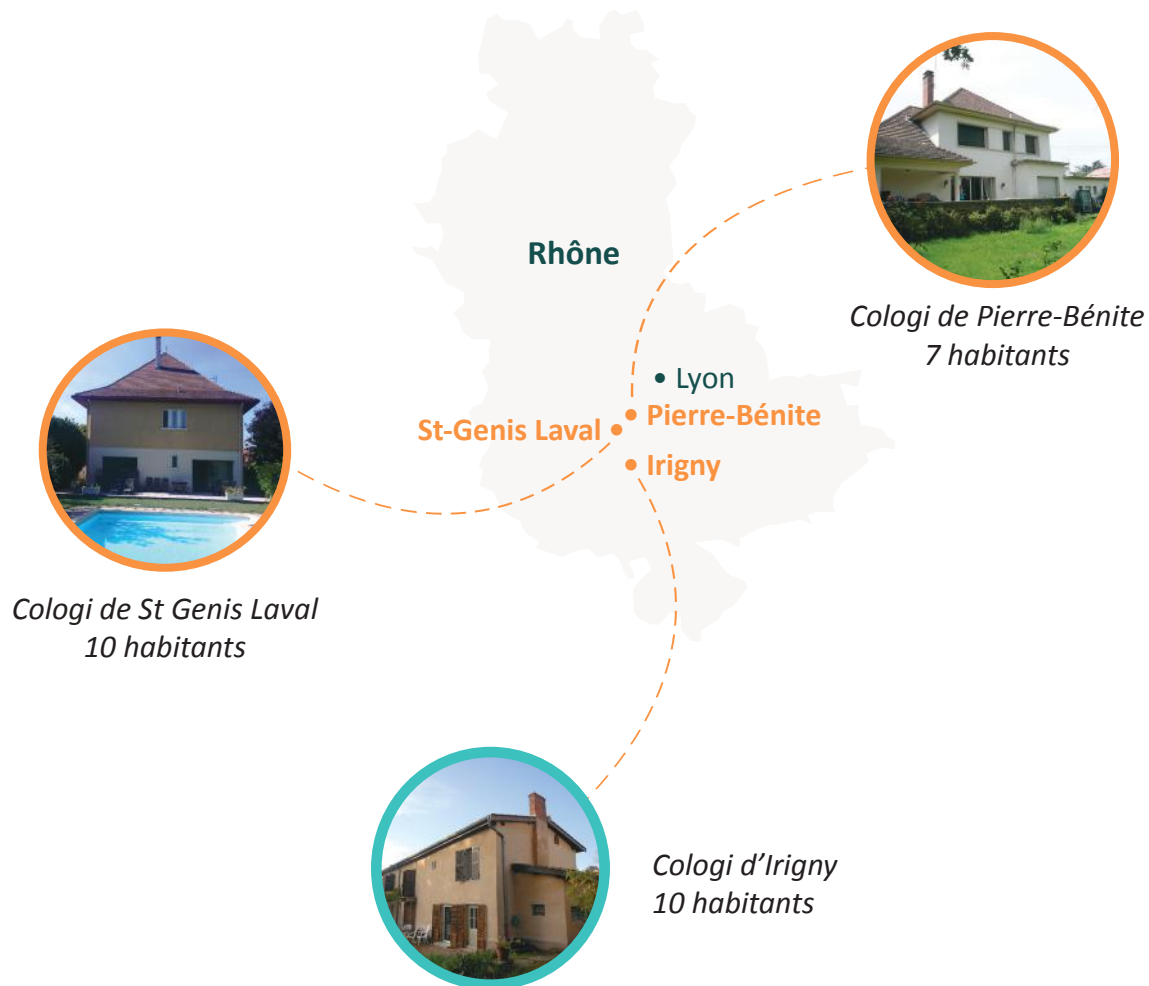 Rhône
Cologi de Pierre-Bénite
7 habitants
• Lyon
• Pierre-Bénite
St-Genis Laval •
• Irigny
Cologi de St Genis Laval
10 habitants
Cologi d’Irigny
10 habitants